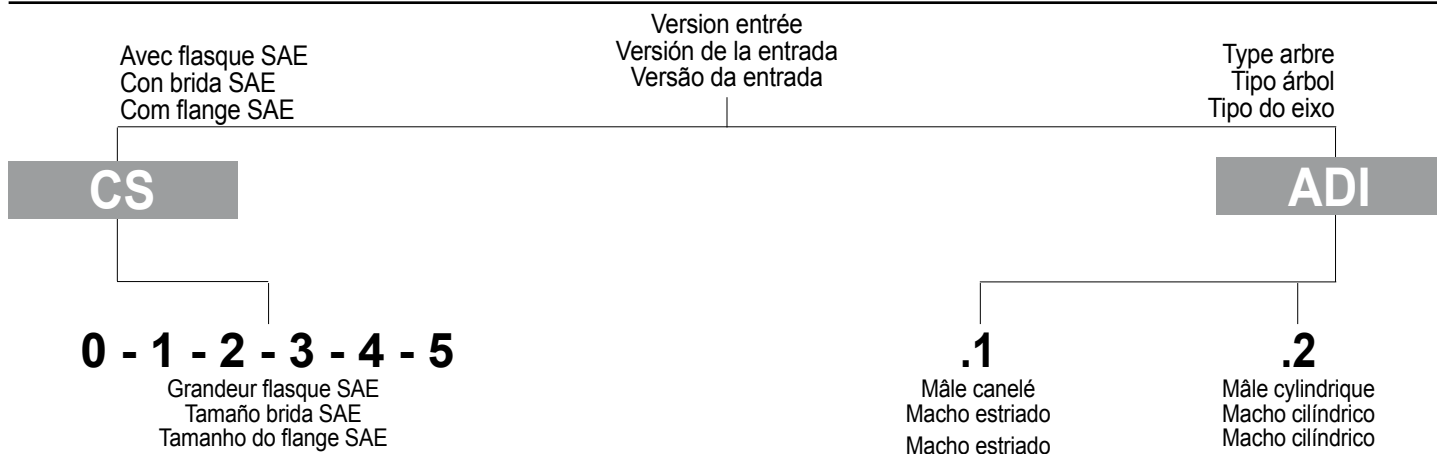 Version entrée
Versión de la entrada
Versão da entrada
Avec flasque SAE
Con brida SAE
Com flange SAE
Type arbre
Tipo árbol
Tipo do eixo
CS
ADI
0 - 1 - 2 - 3 - 4 - 5
Grandeur flasque SAE
Tamaño brida SAE
Tamanho do flange SAE
.1
Mâle canelé
Macho estriado
Macho estriado
.2
Mâle cylindrique
Macho cilíndrico
Macho cilíndrico